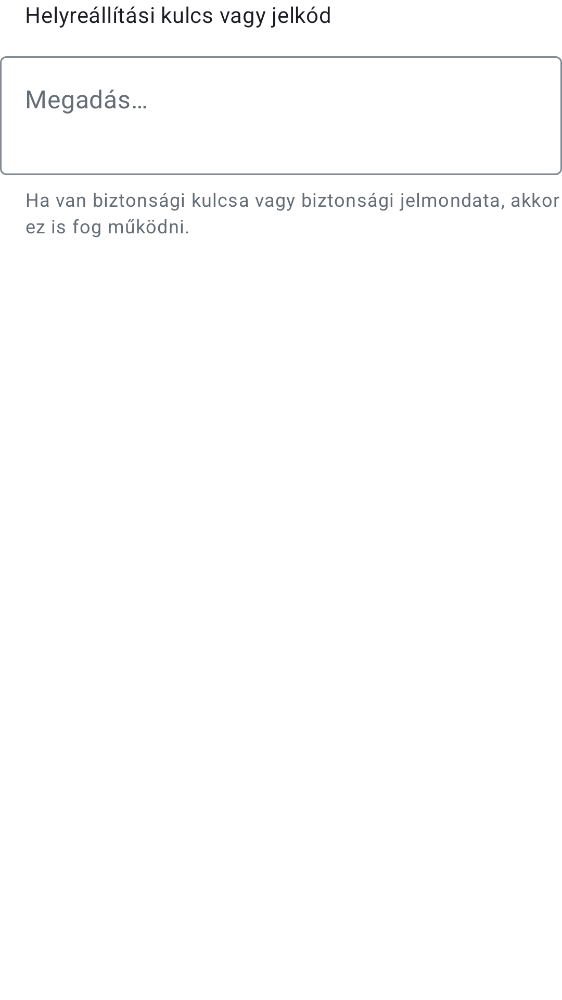 Helyreállítási kulcs vagy jelkód
Megadás…
Ha van biztonsági kulcsa vagy biztonsági jelmondata, akkor
ez is fog működni.